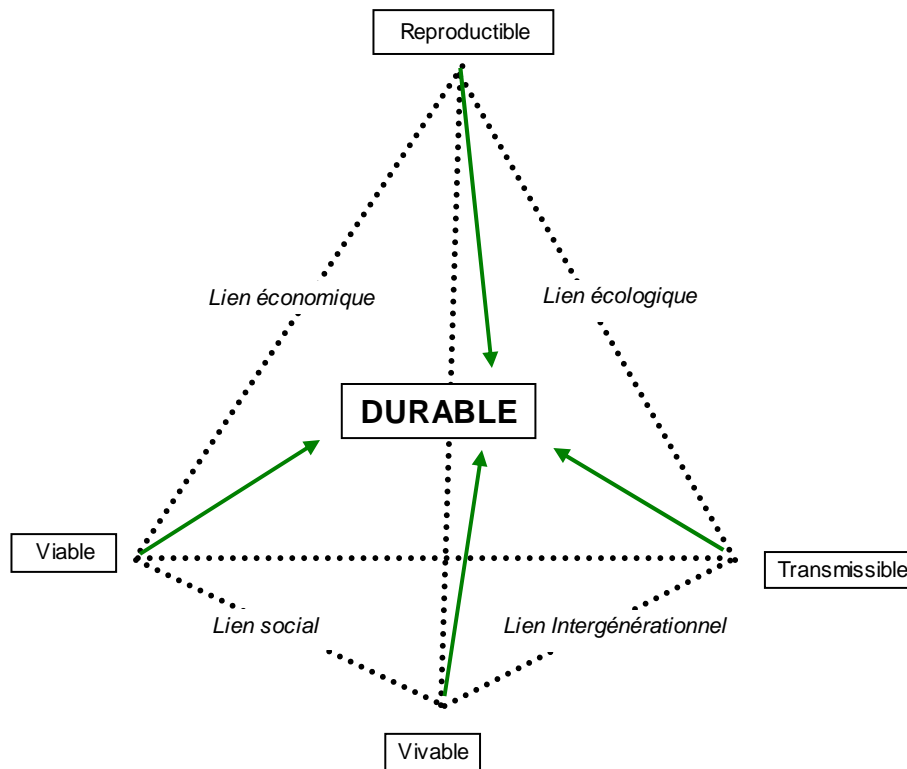 Reproductible
Lien économique
Lien écologique
DURABLE
Viable
Transmissible
Lien social
Lien Intergénérationnel
Vivable